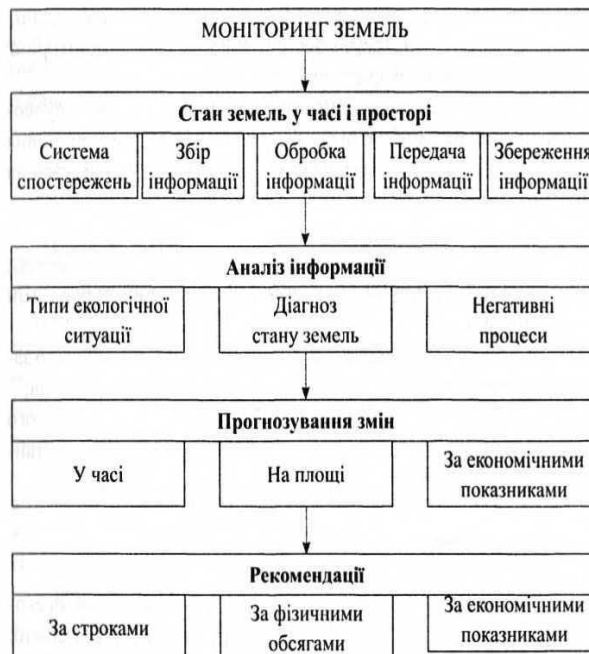 МОНІТОРИНГ ЗЕМЕЛЬ
Стан земель у часі і просторі
Система
спостережень
Збір
інформації
Обробка
інформації
Передача
інформації
Збереження
інформації
Аналіз інформації
Типи екологічної
ситуації
Діагноз
стану земель
Негативні
процеси
Прогнозування змін
У часі
На площі
За економічними
показниками
Рекомендації
За строками
За фізичними
обсягами
За економічними
показниками